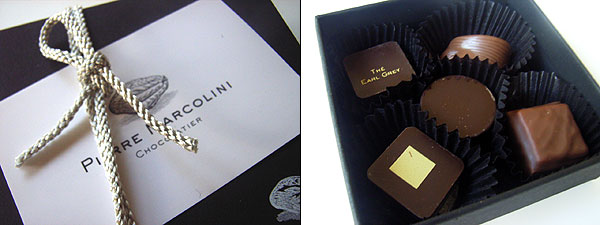 PIERRE MARCOLINI
CHOCOLATIER
THE
EARL GREY